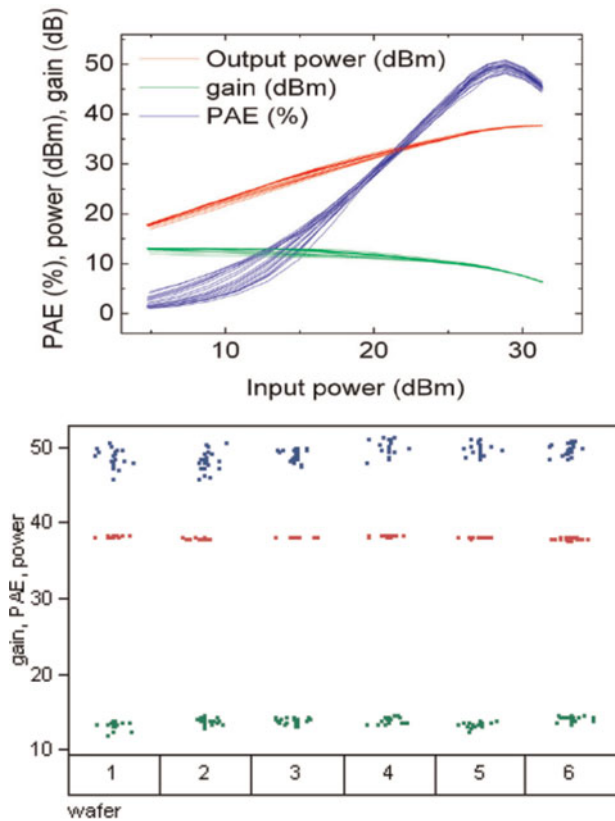 PAE (%), power (dBm), gain (dB)
50
40
30
20
10
0
Output power (dBm)
gain (dBm)
PAE (%)
10
20
30
Input power (dBm)
gain, PAE, power
50
40
30
20
10
1 2 3 4 5 6
wafer